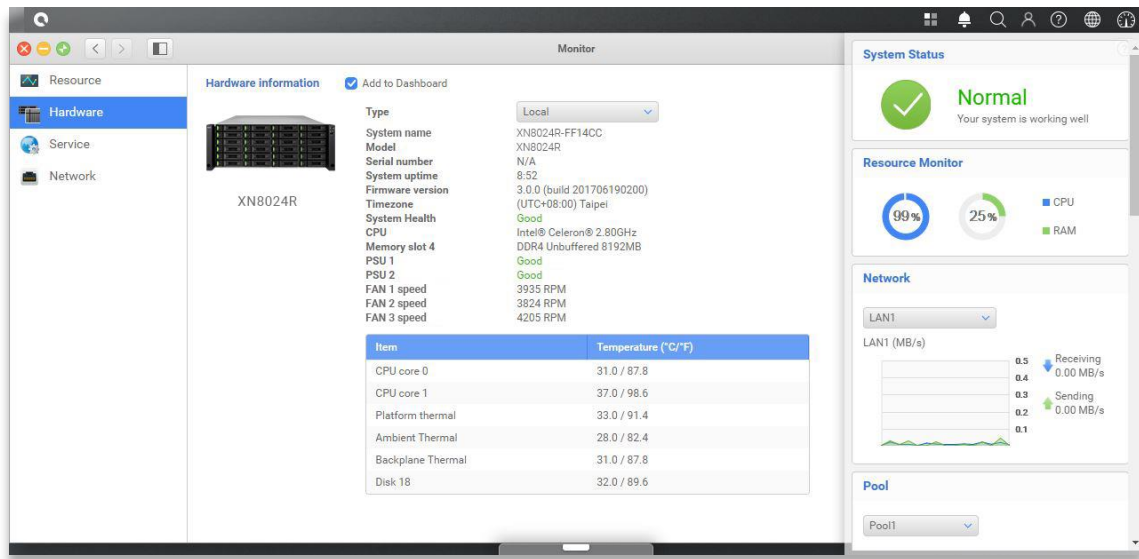 Monitor
Resource
Hardware
Service
Network
Hardware information
Add to Dashboard
XN8024R
Type Local
System name XN8024R-FF14CC
Model XN8024R
Serial number N/A
System uptime 8:52
Firmware version 3.0.0 (build 201706190200)
Timezone (UTC+08:00) Taipei
System Health Good
CPU Intel® Celeron® 2.80GHz
Memory slot 4 DDR4 Unbuffered 8192MB
PSU 1 Good
PSU 2 Good
FAN 1 speed 3935 RPM
FAN 2 speed 3824 RPM
FAN 3 speed 4205 RPM
Item Temperature (°C/°F)
CPU core 0 31.0 / 87.8
CPU core 1 37.0 / 98.6
Platform thermal 33.0 / 91.4
Ambient Thermal 28.0 / 82.4
Backplane Thermal 31.0 / 87.8
Disk 18 32.0 / 89.6
System Status
Normal
Your system is working well
Resource Monitor
99%
25%
CPU
RAM
Network
LAN1
LAN1 (MB/s)
0.5
0.4
0.3
0.2
0.1
Receiving
0.00 MB/s
Sending
0.00 MB/s
Pool
Pool1